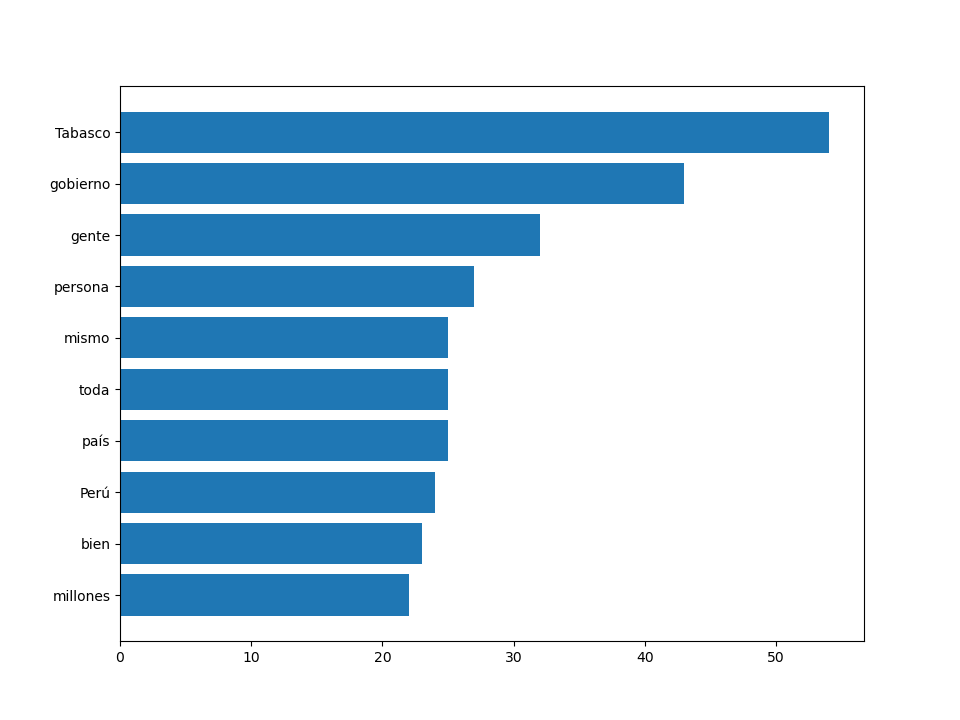 Tabasco
gobierno
gente
persona
mismo
toda
país
Perú
bien
millones
0 10 20 30 40 50